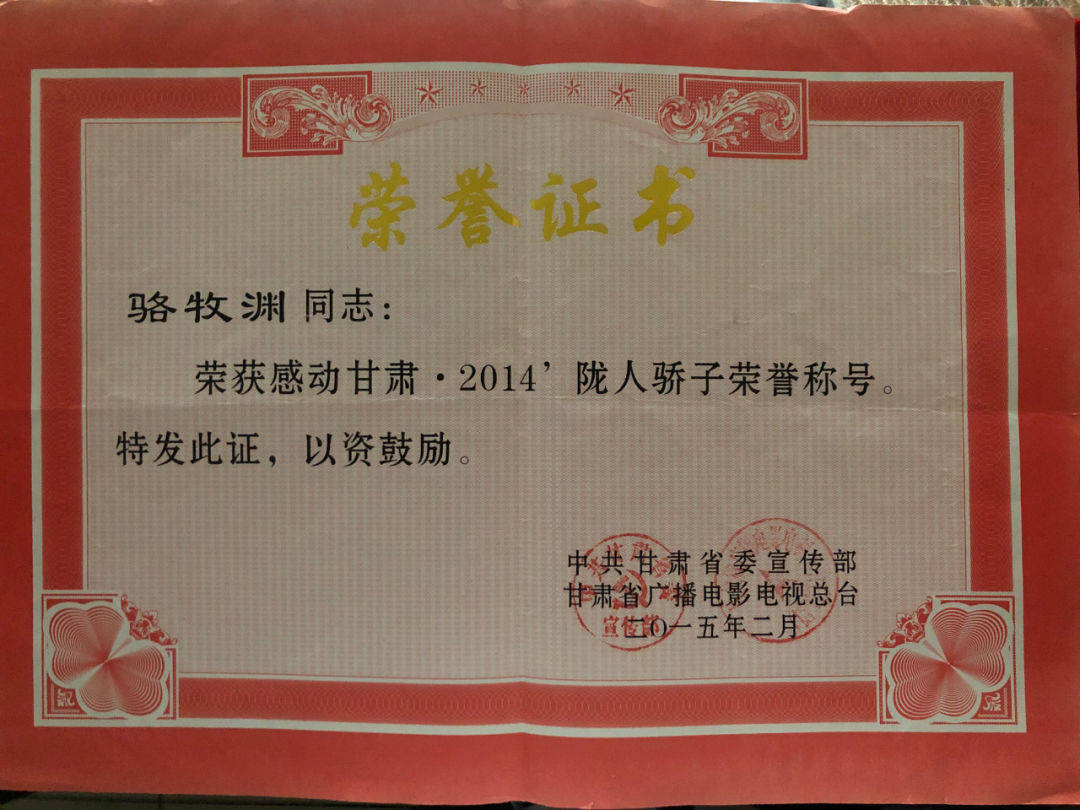 荣誉证书
骆牧渊同志：
荣获感动甘肃·2014’陇人骄子荣誉称号。
特发此证，以资鼓励。
中共甘肃省委宣传部
甘肃省广播电影电视总台
二〇一五年二月
宣传部